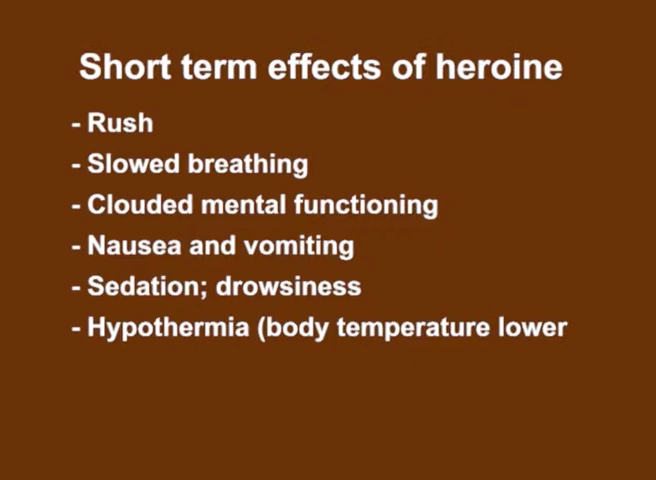 Short term effects of heroine
- Rush
- Slowed breathing
- Clouded mental functioning
- Nausea and vomiting
- Sedation; drowsiness
- Hypothermia (body temperature lower